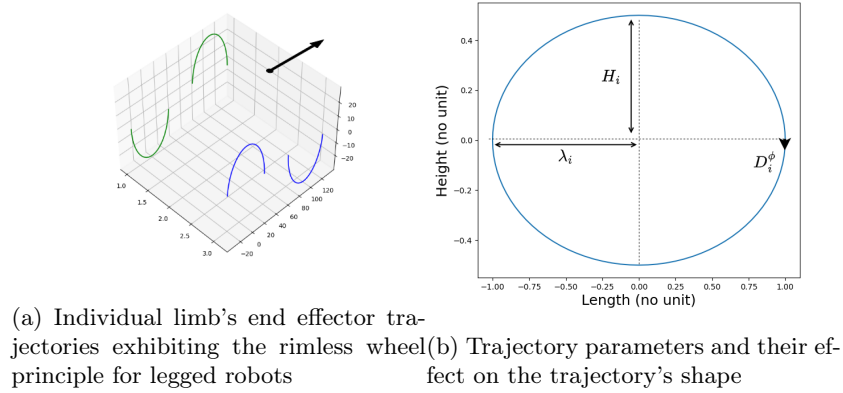 20
10
0
−10
−20
1.0
1.5
2.0
2.5
3.0
−20
0
20
40
60
80
100
120
0.4
0.2
0.0
−0.2
−0.4
Height (no unit)
H_i
λ_i
D_i^ϕ
−1.00 −0.75 −0.50 −0.25 0.00 0.25 0.50 0.75 1.00
Length (no unit)
(a) Individual limb's end effector tra-
jectories exhibiting the rimless wheel
principle for legged robots
(b) Trajectory parameters and their ef-
fect on the trajectory's shape